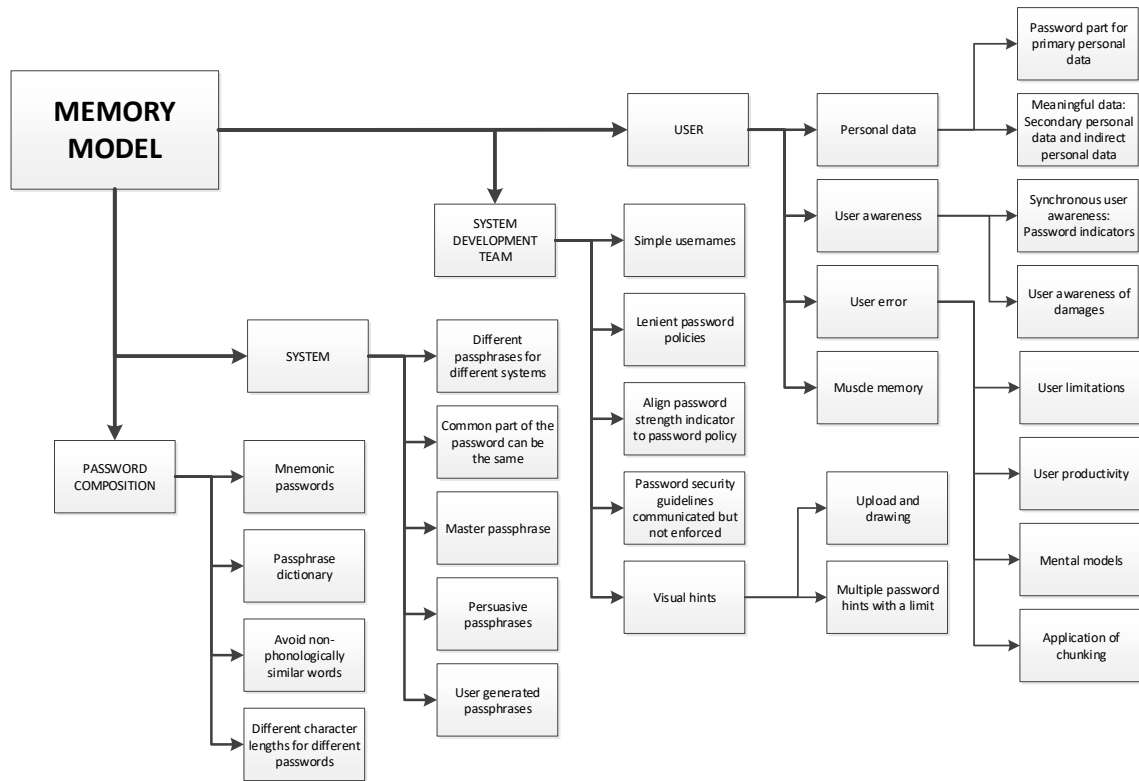 MEMORY
MODEL
USER
Personal data
Password part for
primary personal
data
Meaningful data:
Secondary personal
data and indirect
personal data
User awareness
Synchronous user
awareness:
Password indicators
User awareness of
damages
User error
User limitations
User productivity
Mental models
Application of
chunking
Muscle memory
SYSTEM
DEVELOPMENT
TEAM
Simple usernames
Lenient password
policies
Align password
strength indicator
to password policy
Password security
guidelines
communicated but
not enforced
Visual hints
Upload and
drawing
Multiple password
hints with a limit
SYSTEM
Different
passphrases for
different systems
Common part of
the password can be
the same
Master passphrase
Persuasive
passphrases
User generated
passphrases
PASSWORD
COMPOSITION
Mnemonic
passwords
Passphrase
dictionary
Avoid non-
phonologically
similar words
Different character
lengths for different
passwords